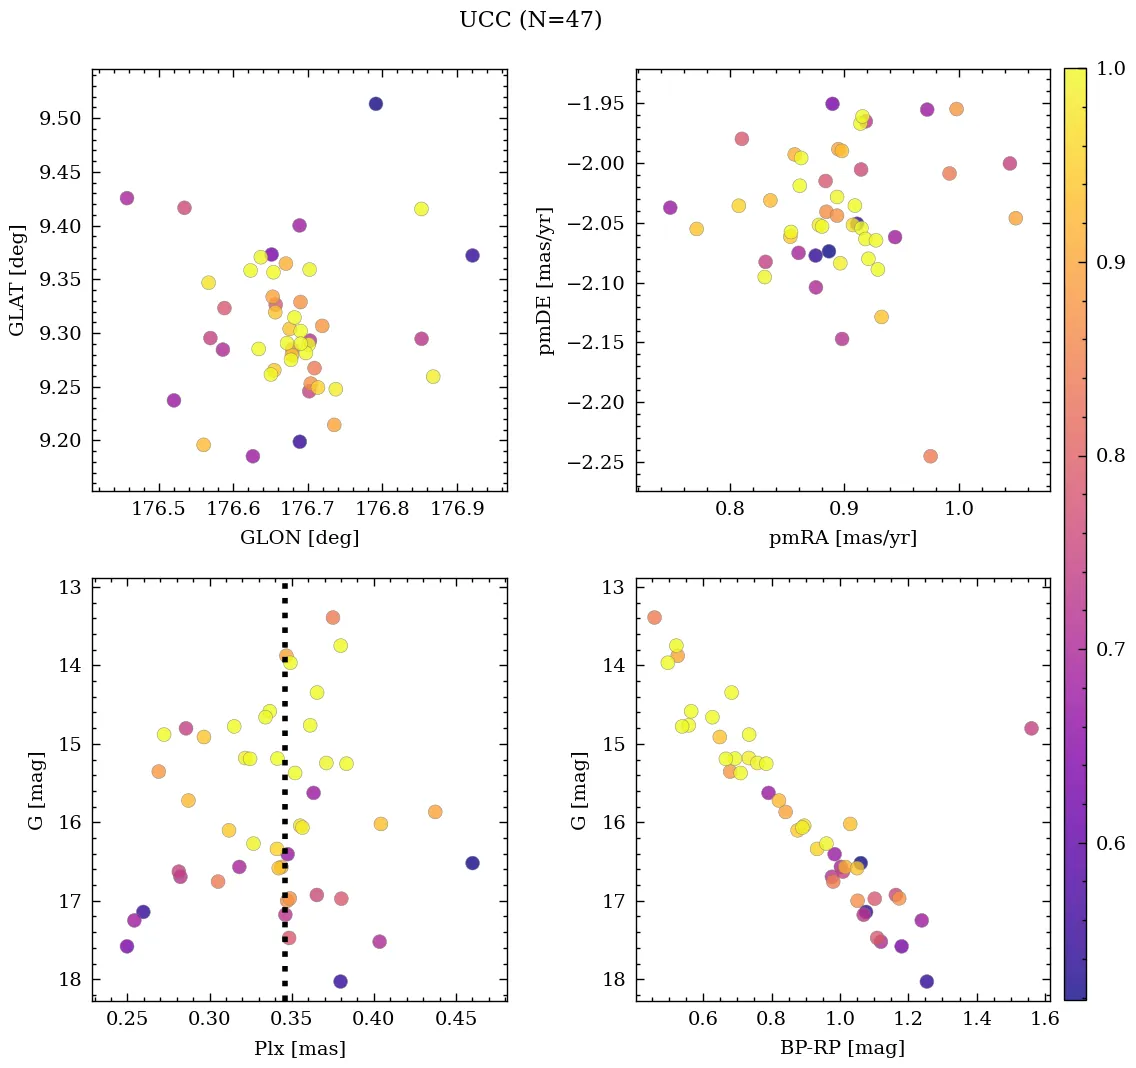 UCC (N=47)
9.50
9.45
9.40
9.35
9.30
9.25
9.20
GLAT [deg]
176.5 176.6 176.7 176.8 176.9
GLON [deg]
−1.95
−2.00
−2.05
−2.10
−2.15
−2.20
−2.25
pmDE [mas/yr]
0.8 0.9 1.0
pmRA [mas/yr]
13
14
15
16
17
18
G [mag]
0.25 0.30 0.35 0.40 0.45
Plx [mas]
13
14
15
16
17
18
G [mag]
0.6 0.8 1.0 1.2 1.4 1.6
BP-RP [mag]
1.0
0.9
0.8
0.7
0.6